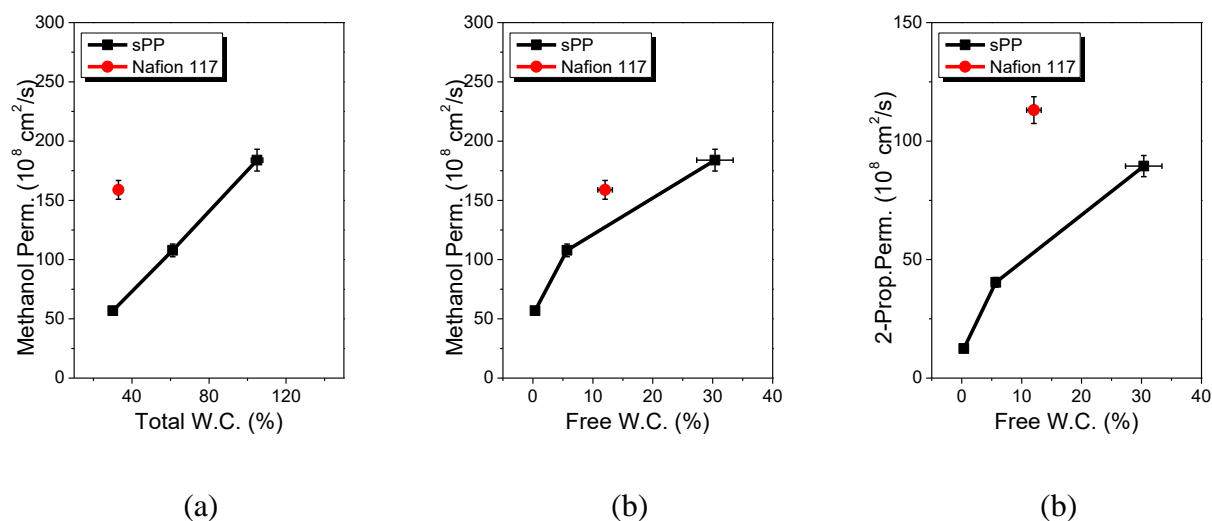 300
250
200
150
100
50
0
Methanol Perm. (10⁸ cm²/s)
sPP
Nafion 117
40 80 120
Total W.C. (%)
(a)
300
250
200
150
100
50
0
Methanol Perm. (10⁸ cm²/s)
sPP
Nafion 117
0 10 20 30 40
Free W.C. (%)
(b)
150
100
50
0
2-Prop.Perm. (10⁸ cm²/s)
sPP
Nafion 117
0 10 20 30 40
Free W.C. (%)
(b)